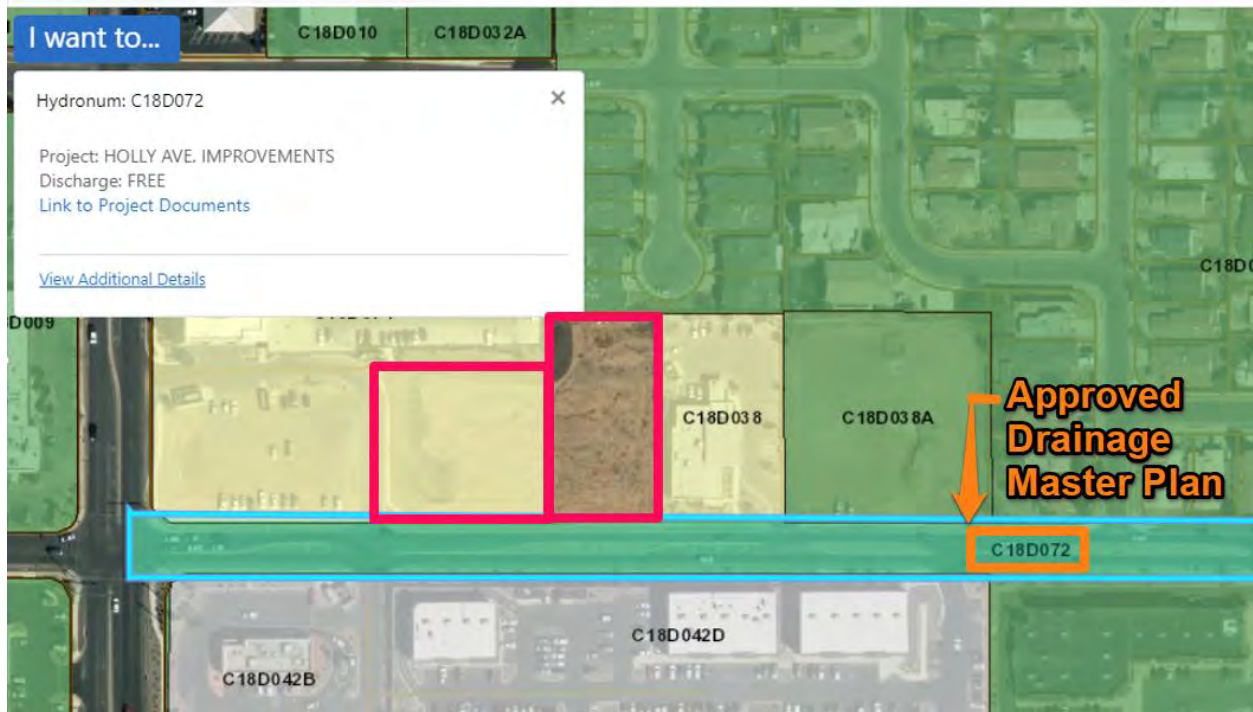 I want to...
C18D010
C18D032A
Hydronum: C18D072
×
Project: HOLLY AVE. IMPROVEMENTS
Discharge: FREE
Link to Project Documents
View Additional Details
C18D0
D009
C18D038
C18D038A
Approved
Drainage
Master Plan
C18D072
C18D042D
C18D042B